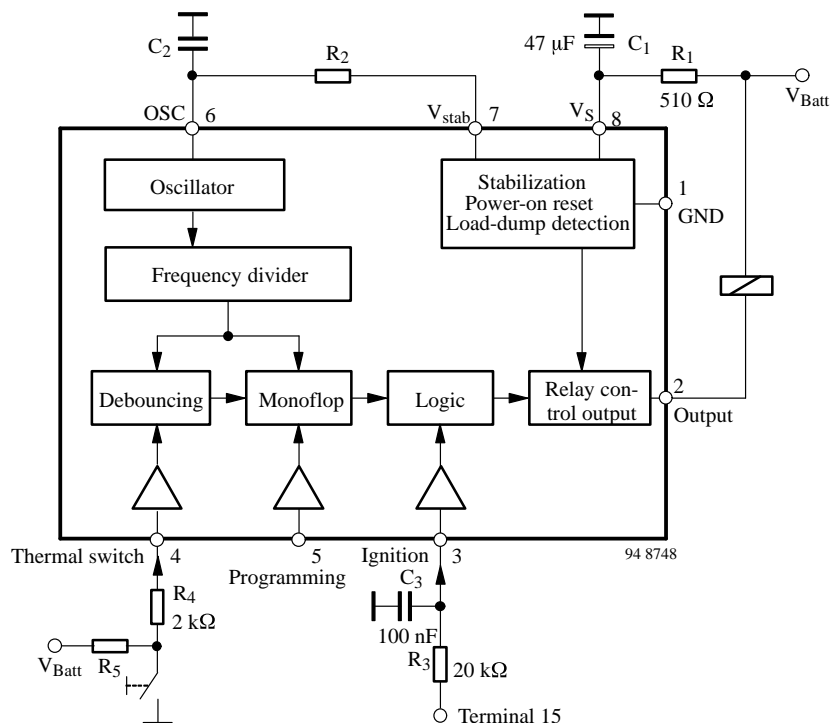 C2
R2
47 µF
C1
R1
510 Ω
VBatt
OSC
6
Vstab
7
VS
8
Oscillator
Stabilization
Power-on reset
Load-dump detection
1
GND
Frequency divider
Debouncing
Monoflop
Logic
Relay con-
trol output
2
Output
Thermal switch
4
5
Programming
Ignition
3
94 8748
R4
2 kΩ
C3
100 nF
VBatt
R5
R3
20 kΩ
Terminal 15